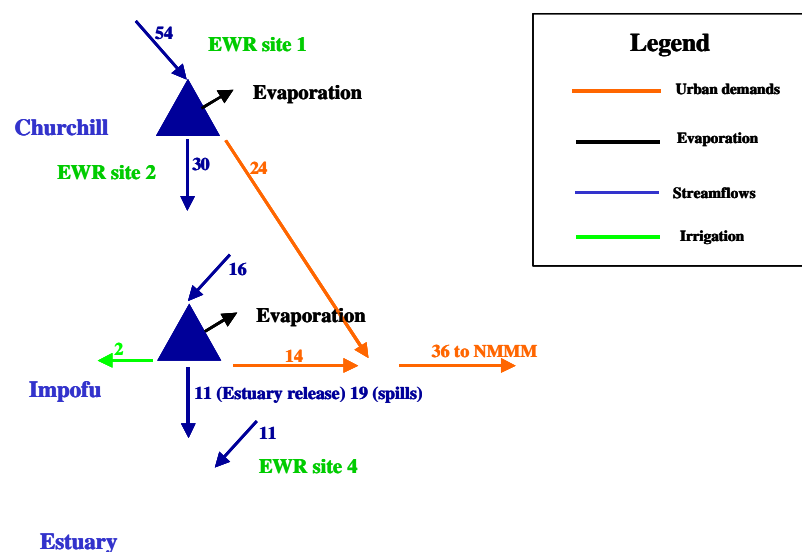 54
EWR site 1
Legend
Evaporation
Urban demands
Churchill
Evaporation
EWR site 2
30
24
Streamflows
Irrigation
16
Evaporation
2
14
36 to NMMM
Impofu
11 (Estuary release) 19 (spills)
11
EWR site 4
Estuary